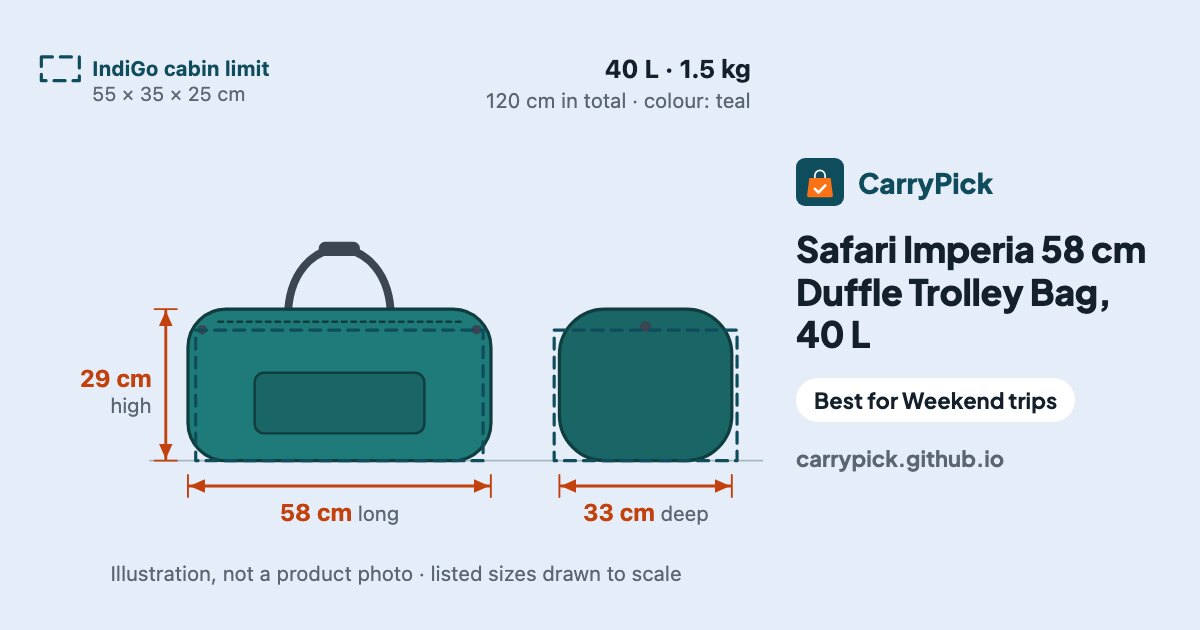 IndiGo cabin limit
55 × 35 × 25 cm
40 L · 1.5 kg
120 cm in total · colour: teal
CarryPick
Safari Imperia 58 cm
Duffle Trolley Bag,
40 L
Best for Weekend trips
carrypick.github.io
29 cm
high
58 cm long
33 cm deep
Illustration, not a product photo · listed sizes drawn to scale